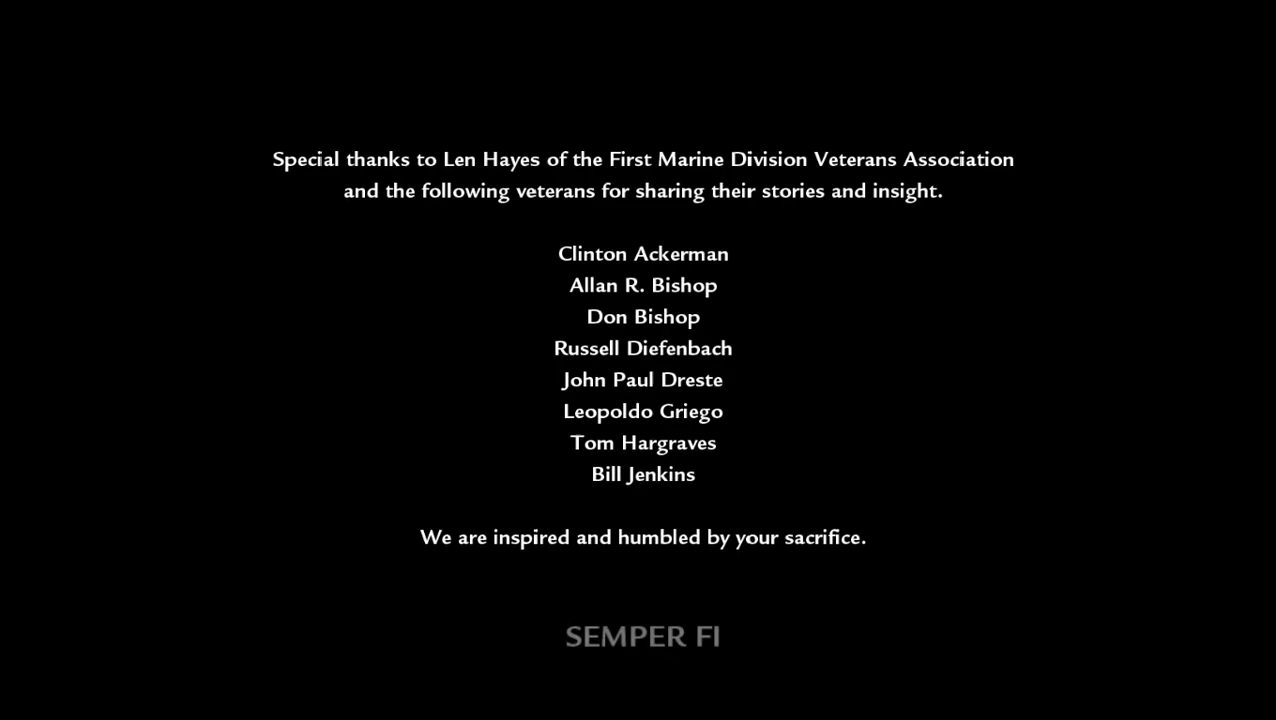 Special thanks to Len Hayes of the First Marine Division Veterans Association
and the following veterans for sharing their stories and insight.
Clinton Ackerman
Allan R. Bishop
Don Bishop
Russell Diefenbach
John Paul Dreste
Leopoldo Griego
Tom Hargraves
Bill Jenkins
We are inspired and humbled by your sacrifice.
SEMPER FI